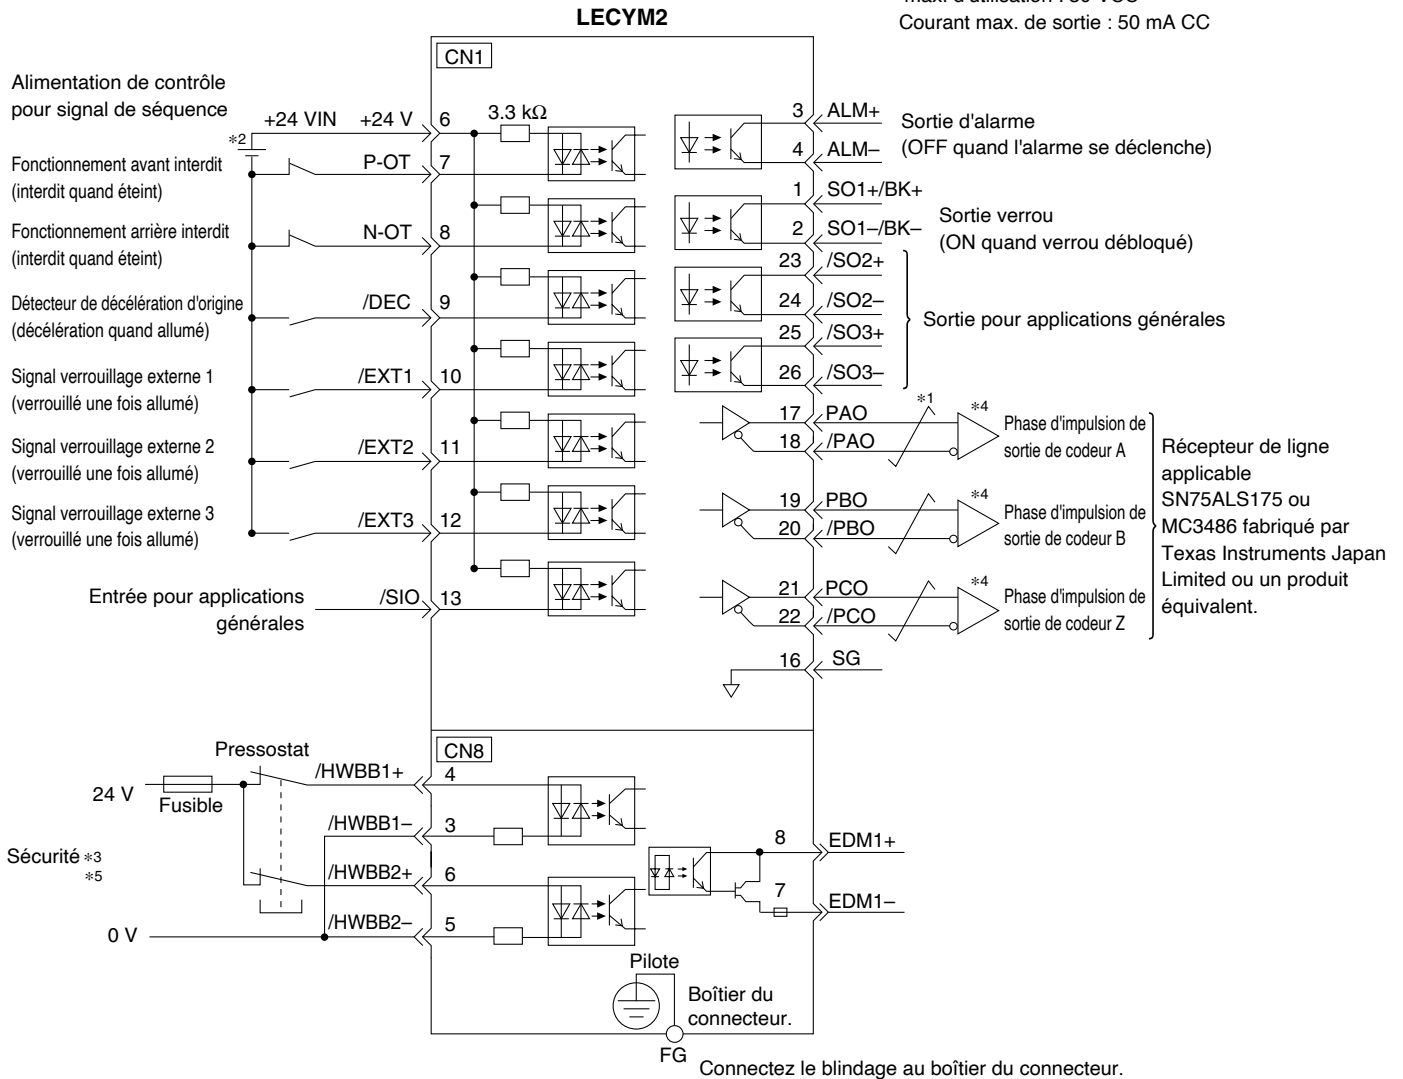 LECYM2
Courant max. de sortie : 50 mA CC
CN1
Alimentation de contrôle
pour signal de séquence
+24 VIN
+24 V
6
3.3 kΩ
*2
Fonctionnement avant interdit
(interdit quand éteint)
P-OT
7
Fonctionnement arrière interdit
(interdit quand éteint)
N-OT
8
Détecteur de décélération d'origine
(décélération quand allumé)
/DEC
9
Signal verrouillage externe 1
(verrouillé une fois allumé)
/EXT1
10
Signal verrouillage externe 2
(verrouillé une fois allumé)
/EXT2
11
Signal verrouillage externe 3
(verrouillé une fois allumé)
/EXT3
12
Entrée pour applications
générales
/SIO
13
3
ALM+
4
ALM–
Sortie d'alarme
(OFF quand l'alarme se déclenche)
1
SO1+/BK+
2
SO1–/BK–
Sortie verrou
(ON quand verrou débloqué)
23
/SO2+
24
/SO2–
25
/SO3+
26
/SO3–
Sortie pour applications générales
17
PAO
18
/PAO
*1
*4
Phase d'impulsion de
sortie de codeur A
19
PBO
20
/PBO
*4
Phase d'impulsion de
sortie de codeur B
21
PCO
22
/PCO
*4
Phase d'impulsion de
sortie de codeur Z
Récepteur de ligne
applicable
SN75ALS175 ou
MC3486 fabriqué par
Texas Instruments Japan
Limited ou un produit
équivalent.
16
SG
CN8
Pressostat
24 V
Fusible
/HWBB1+
4
/HWBB1–
3
Sécurité *3
*5
/HWBB2+
6
/HWBB2–
5
0 V
8
EDM1+
7
EDM1–
Pilote
Boîtier du
connecteur.
FG
Connectez le blindage au boîtier du connecteur.